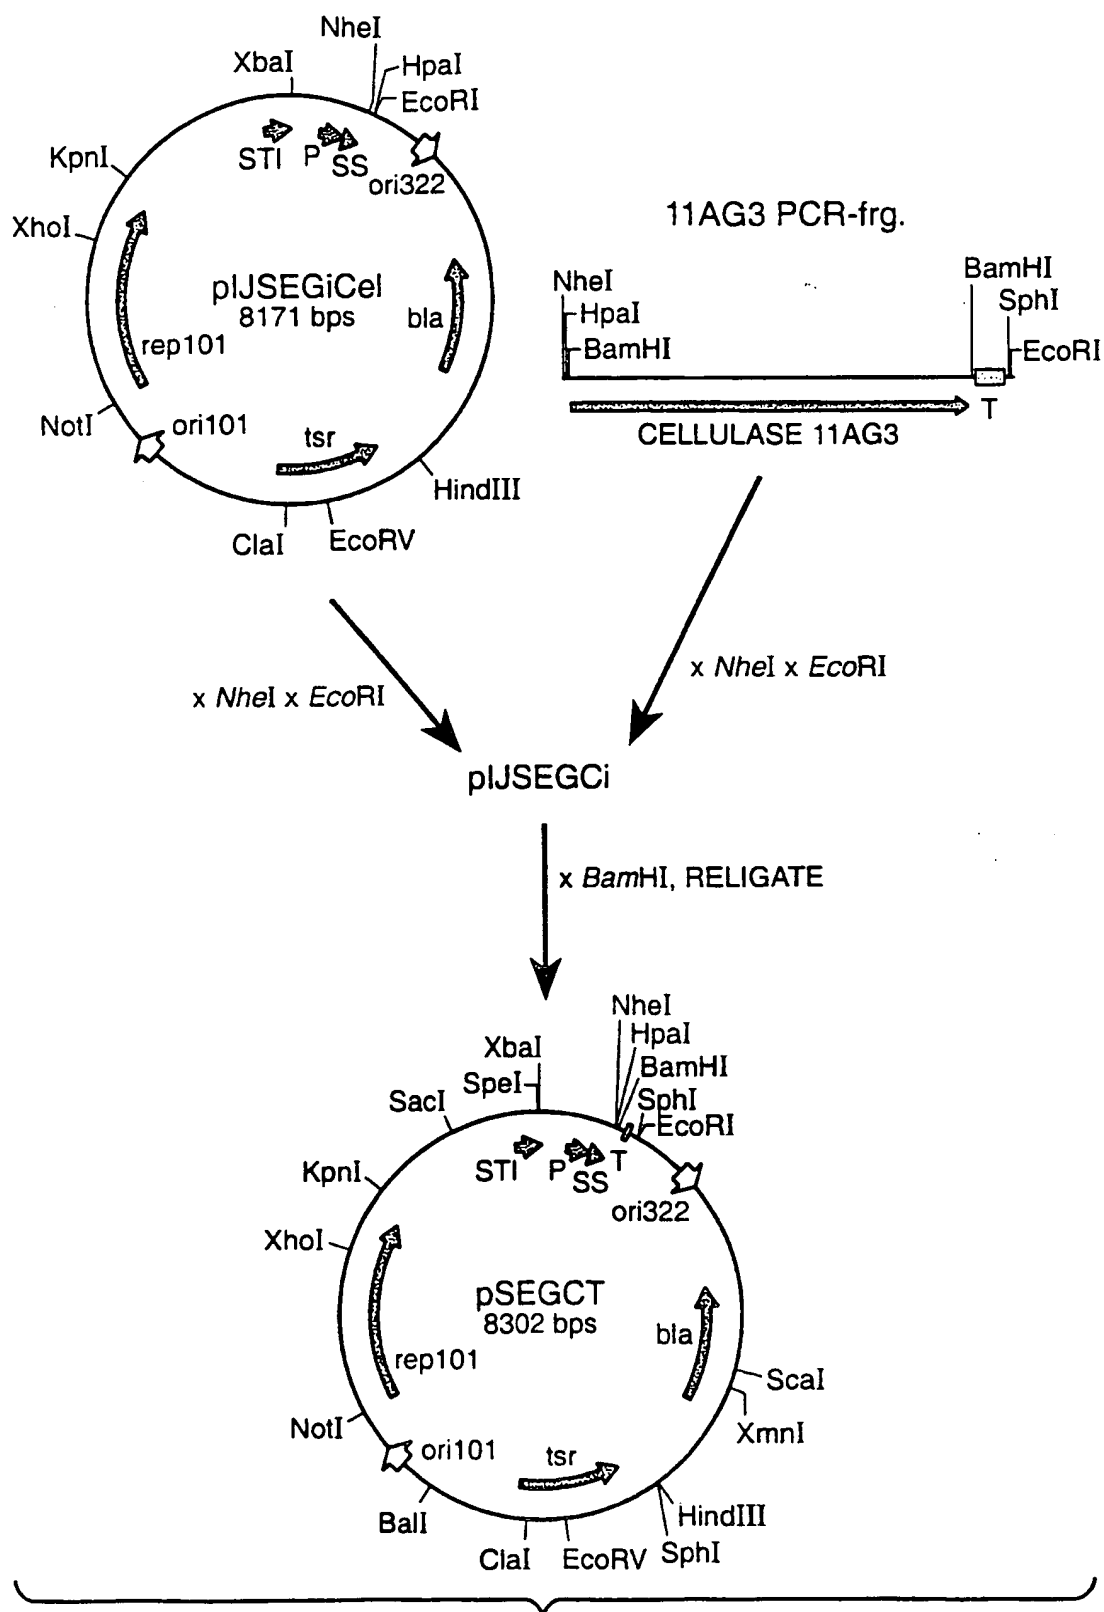 NheI
XbaI
HpaI
EcoRI
KpnI
STI
P
SS
ori322
XhoI
pIJSEGiCel
8171 bps
bla
rep101
NotI
ori101
tsr
HindIII
ClaI
EcoRV
11AG3 PCR-frg.
NheI
HpaI
BamHI
BamHI
SphI
EcoRI
T
CELLULASE 11AG3
x NheI x EcoRI
x NheI x EcoRI
pIJSEGCi
x BamHI, RELIGATE
NheI
HpaI
XbaI
BamHI
SpeI
SphI
SacI
EcoRI
STI
P
SS
T
KpnI
ori322
XhoI
pSEGCT
8302 bps
bla
rep101
ScaI
NotI
XmnI
ori101
tsr
BalI
HindIII
ClaI
EcoRV
SphI